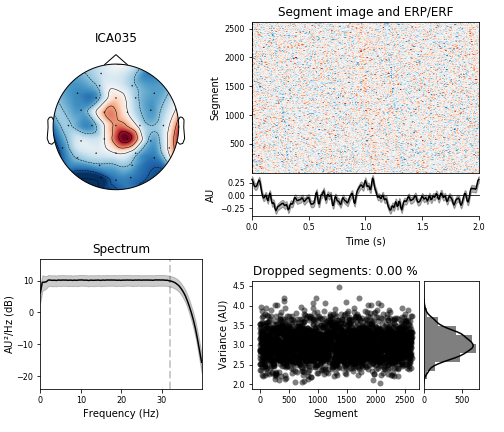 ICA035
Segment image and ERP/ERF
2500
2000
1500
1000
500
Segment
0.25
0.00
−0.25
AU
0.0 0.5 1.0 1.5 2.0
Time (s)
Spectrum
10
0
−10
−20
AU²/Hz (dB)
0 10 20 30
Frequency (Hz)
Dropped segments: 0.00 %
4.5
4.0
3.5
3.0
2.5
2.0
Variance (AU)
0 500 1000 1500 2000 2500
Segment
0 500